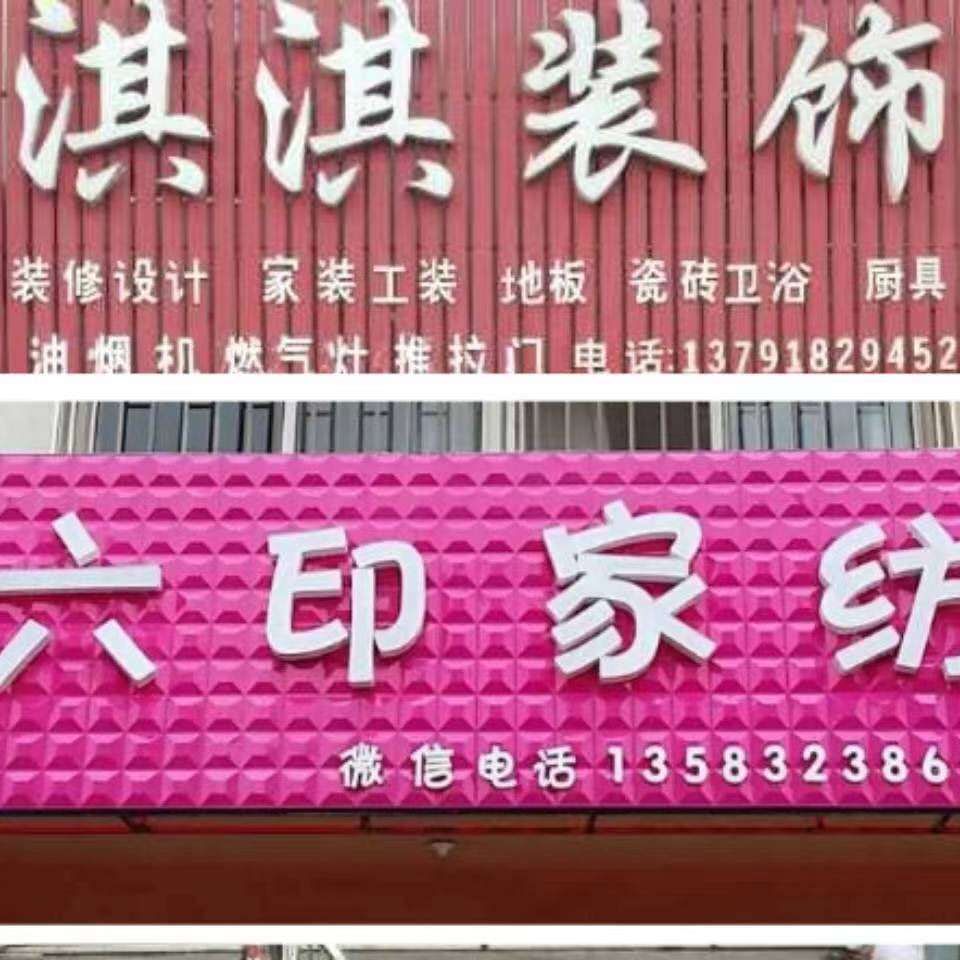 淇淇装饰
装修设计 家装工装 地板 瓷砖卫浴 厨具
油烟机 燃气灶 推拉门 电话:13791829452
六印家纺
微信电话 135832386